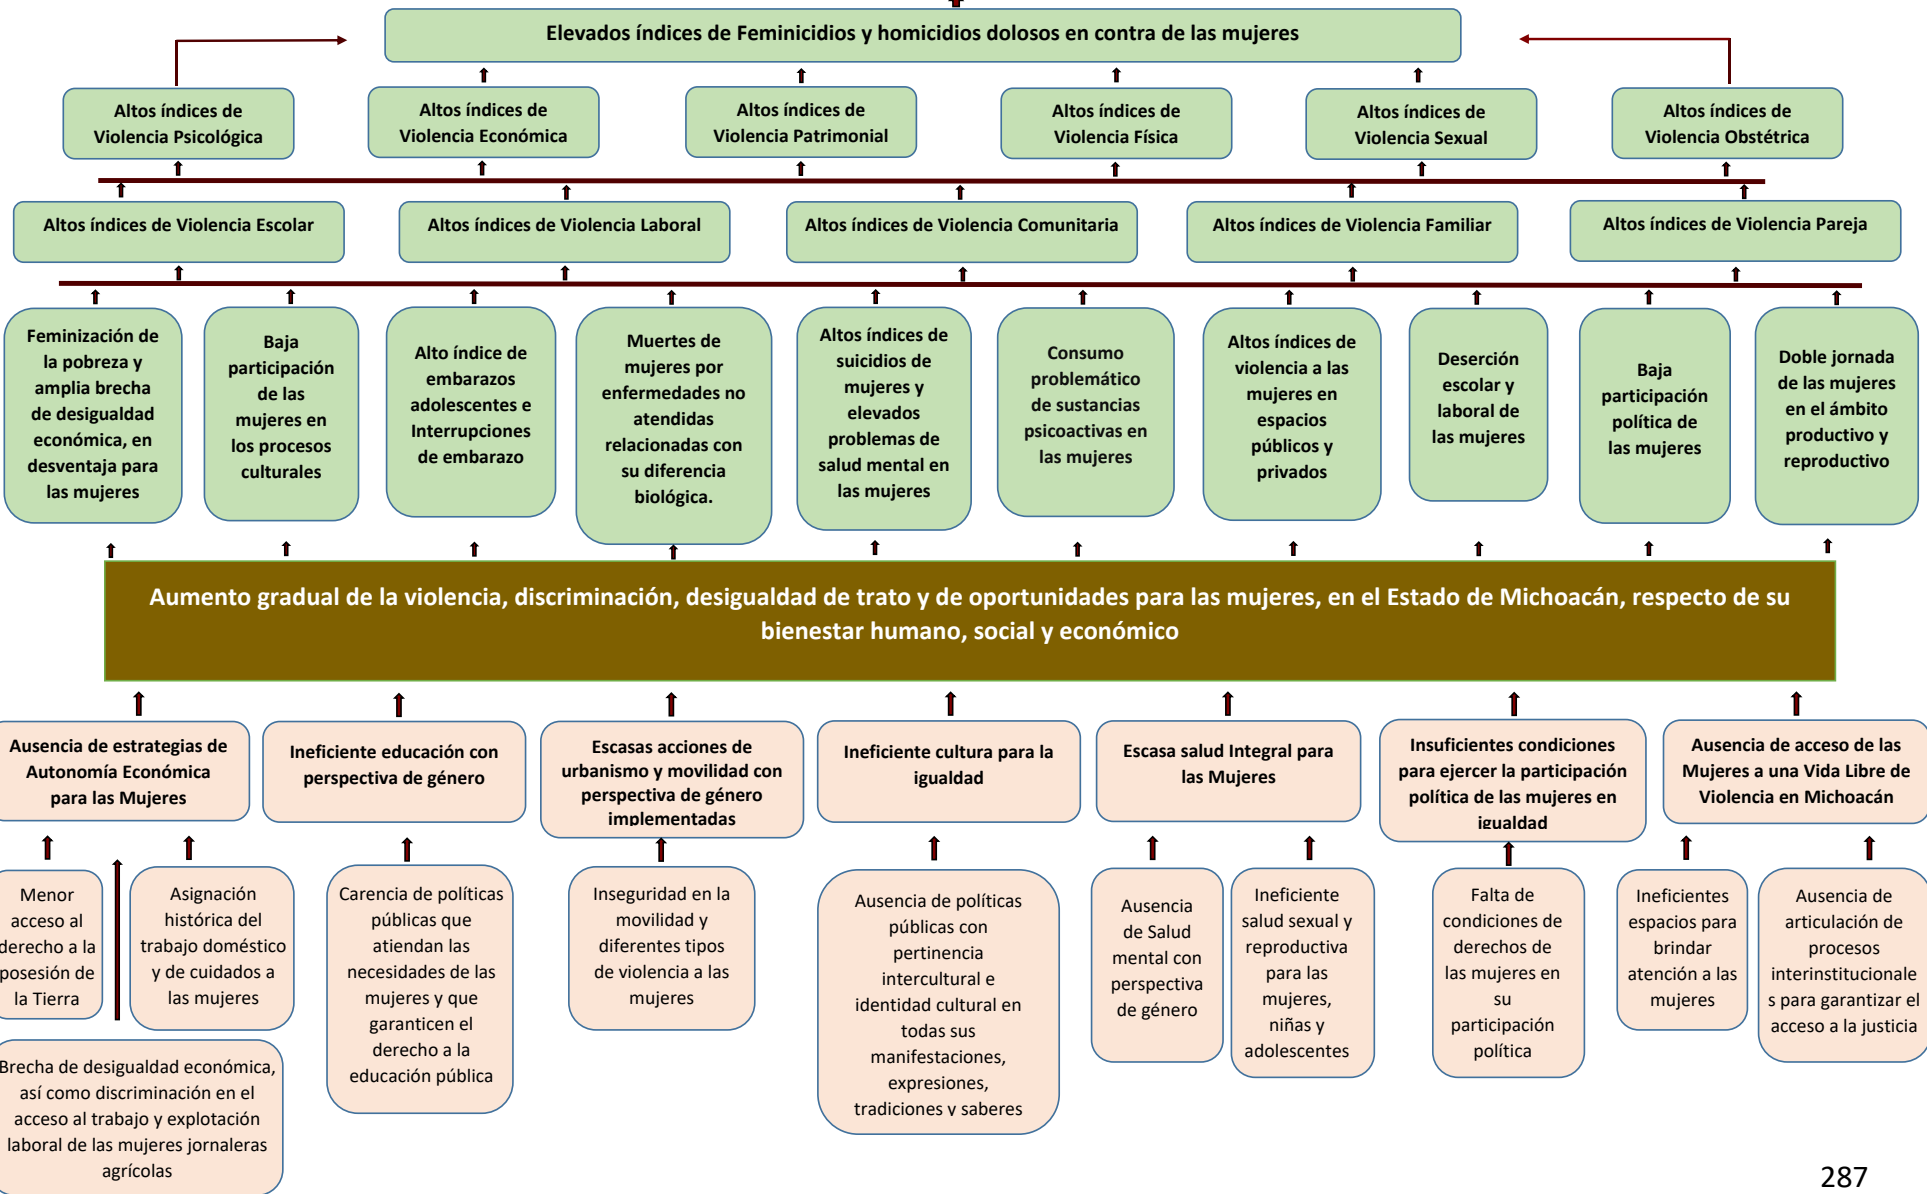 Elevados índices de Feminicidios y homicidios dolosos en contra de las mujeres
Altos índices de
Violencia Psicológica
Altos índices de
Violencia Económica
Altos índices de
Violencia Patrimonial
Altos índices de
Violencia Física
Altos índices de
Violencia Sexual
Altos índices de
Violencia Obstétrica
Altos índices de Violencia Escolar
Altos índices de Violencia Laboral
Altos índices de Violencia Comunitaria
Altos índices de Violencia Familiar
Altos índices de Violencia Pareja
Feminización de
la pobreza y
amplia brecha
de desigualdad
económica, en
desventaja para
las mujeres
Baja
participación
de las
mujeres en
los procesos
culturales
Alto índice de
embarazos
adolescentes e
Interrupciones
de embarazo
Muertes de
mujeres por
enfermedades no
atendidas
relacionadas con
su diferencia
biológica.
Altos índices de
suicidios de
mujeres y
elevados
problemas de
salud mental en
las mujeres
Consumo
problemático
de sustancias
psicoactivas en
las mujeres
Altos índices de
violencia a las
mujeres en
espacios
públicos y
privados
Deserción
escolar y
laboral de
las mujeres
Baja
participación
política de
las mujeres
Doble jornada
de las mujeres
en el ámbito
productivo y
reproductivo
Aumento gradual de la violencia, discriminación, desigualdad de trato y de oportunidades para las mujeres, en el Estado de Michoacán, respecto de su
bienestar humano, social y económico
Ausencia de estrategias de
Autonomía Económica
para las Mujeres
Ineficiente educación con
perspectiva de género
Escasas acciones de
urbanismo y movilidad con
perspectiva de género
implementadas
Ineficiente cultura para la
igualdad
Escasa salud Integral para
las Mujeres
Insuficientes condiciones
para ejercer la participación
política de las mujeres en
igualdad
Ausencia de acceso de las
Mujeres a una Vida Libre de
Violencia en Michoacán
Menor
acceso al
derecho a la
posesión de
la Tierra
Asignación
histórica del
trabajo doméstico
y de cuidados a
las mujeres
Brecha de desigualdad económica,
así como discriminación en el
acceso al trabajo y explotación
laboral de las mujeres jornaleras
agrícolas
Carencia de políticas
públicas que
atiendan las
necesidades de las
mujeres y que
garanticen el
derecho a la
educación pública
Inseguridad en la
movilidad y
diferentes tipos
de violencia a las
mujeres
Ausencia de políticas
públicas con
pertinencia
intercultural e
identidad cultural en
todas sus
manifestaciones,
expresiones,
tradiciones y saberes
Ausencia
de Salud
mental con
perspectiva
de género
Ineficiente
salud sexual y
reproductiva
para las
mujeres,
niñas y
adolescentes
Falta de
condiciones de
derechos de
las mujeres en
su
participación
política
Ineficientes
espacios para
brindar
atención a las
mujeres
Ausencia de
articulación de
procesos
interinstitucionale
s para garantizar el
acceso a la justicia
287